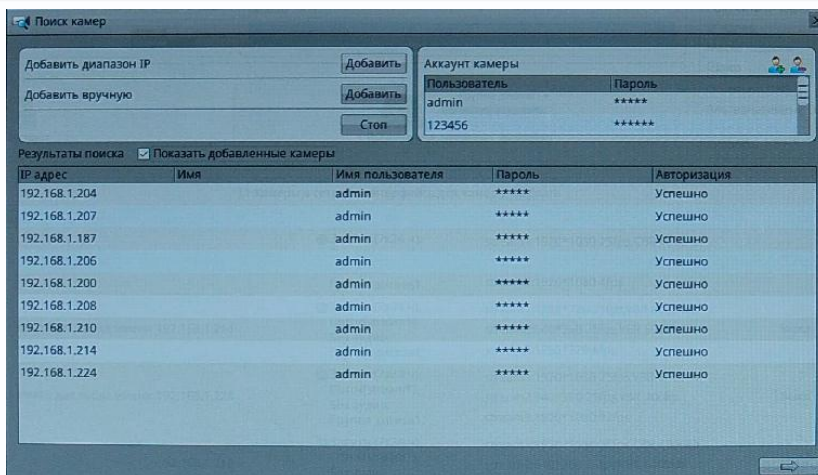 Поиск камер
Добавить диапазон IP Добавить
Добавить вручную Добавить
Стоп
Аккаунт камеры
Пользователь Пароль
admin *****
123456 ******
Результаты поиска Показать добавленные камеры
IP адрес Имя Имя пользователя Пароль Авторизация
192.168.1.204 admin ***** Успешно
192.168.1.207 admin ***** Успешно
192.168.1.187 admin ***** Успешно
192.168.1.206 admin ***** Успешно
192.168.1.200 admin ***** Успешно
192.168.1.208 admin ***** Успешно
192.168.1.210 admin ***** Успешно
192.168.1.214 admin ***** Успешно
192.168.1.224 admin ***** Успешно